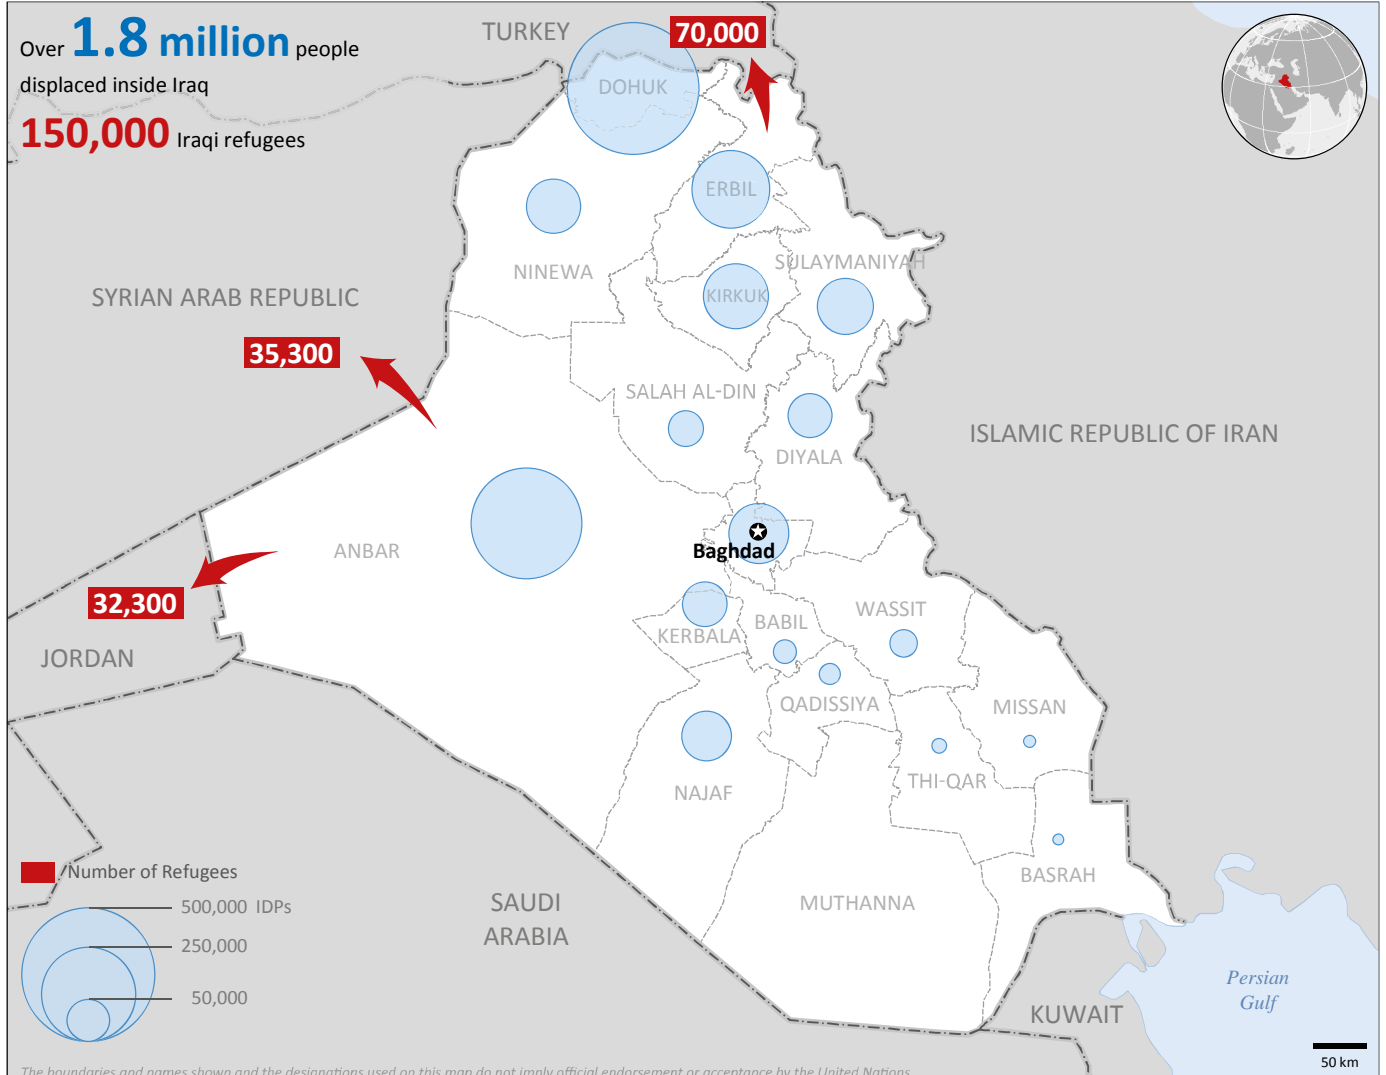 Over 1.8 million people
displaced inside Iraq
150,000 Iraqi refugees
TURKEY
70,000
DOHUK
ERBIL
NINEWA
SULAYMANIYAH
KIRKUK
SYRIAN ARAB REPUBLIC
35,300
SALAH AL-DIN
DIYALA
ISLAMIC REPUBLIC OF IRAN
ANBAR
Baghdad
32,300
JORDAN
KERBALA
BABIL
WASSIT
QADISSIYA
MISSAN
NAJAF
THI-QAR
BASRAH
MUTHANNA
SAUDI
ARABIA
KUWAIT
Persian
Gulf
Number of Refugees
500,000 IDPs
250,000
50,000
50 km
The boundaries and names shown and the designations used on this map do not imply official endorsement or acceptance by the United Nations.